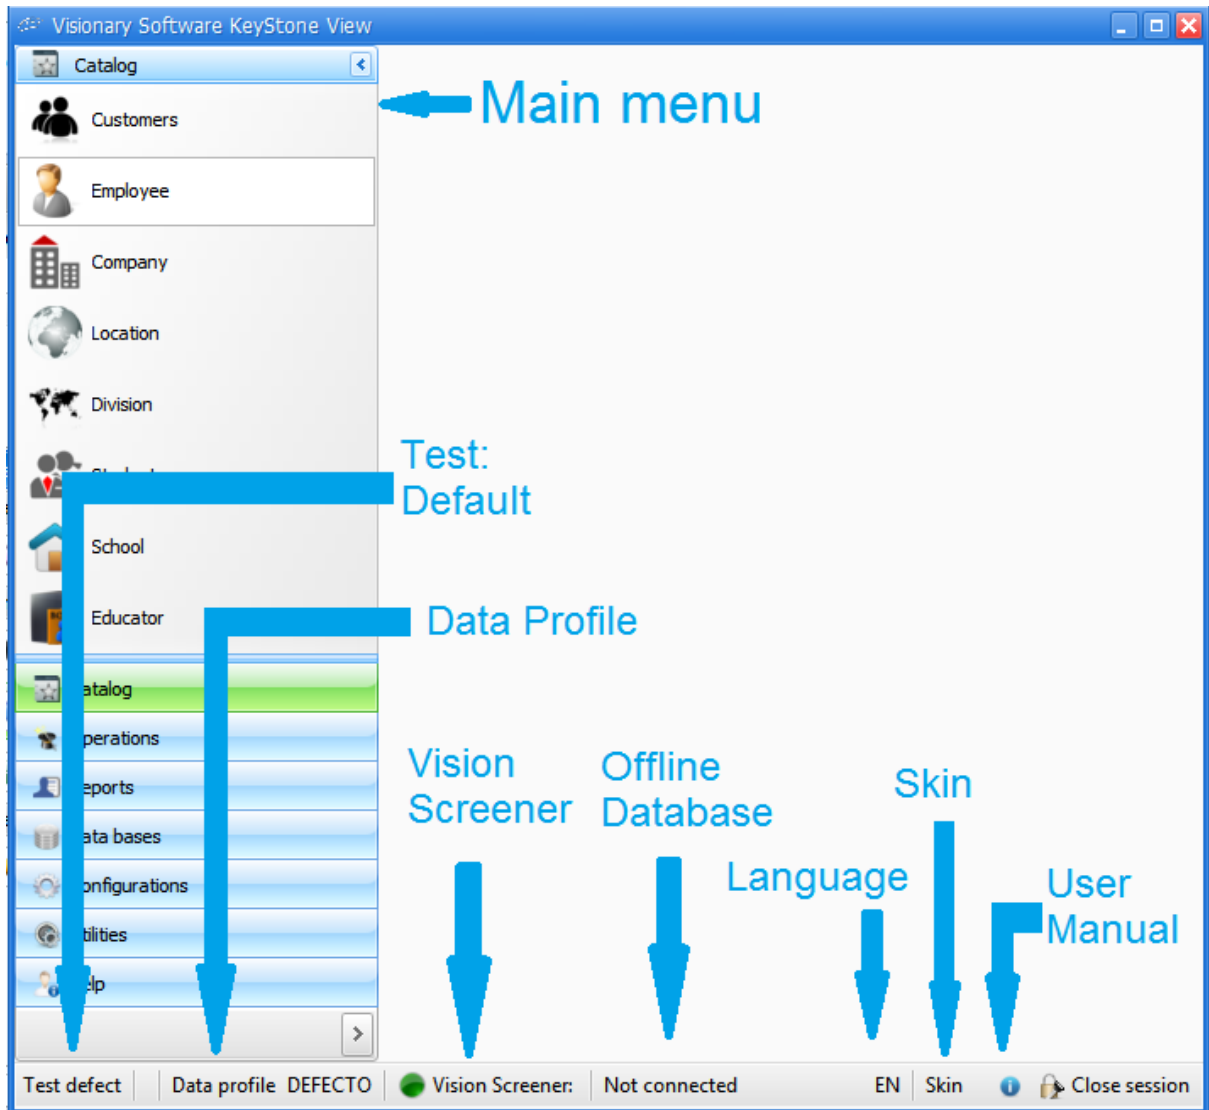 Visionary Software KeyStone View
Catalog
Main menu
Customers
Employee
Company
Location
Division
Test:
Default
School
Educator
Data Profile
atalog
perations
eports
ata bases
onfigurations
tilities
elp
Vision
Screener
Offline
Database
Skin
Language
User
Manual
Test defect
Data profile DEFECTO
Vision Screener:
Not connected
EN
Skin
Close session